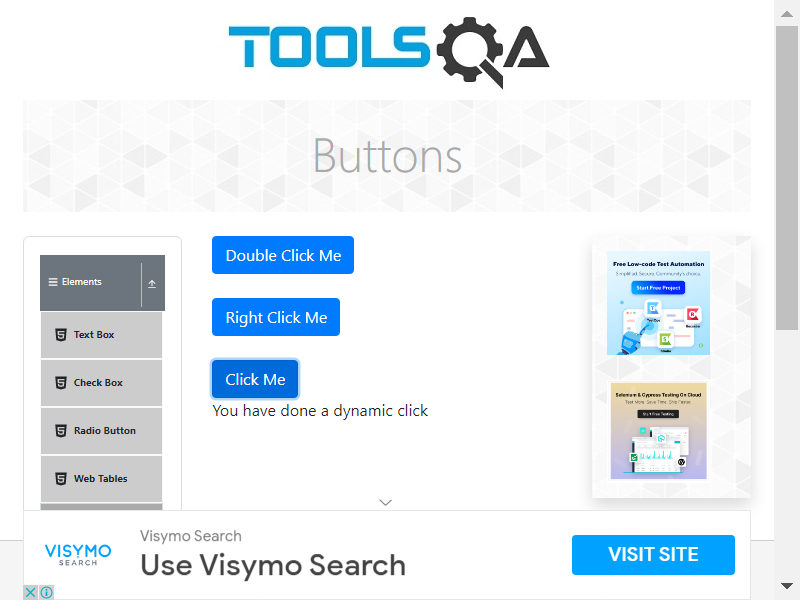 TOOLSQA
Buttons
Elements
Text Box
Check Box
Radio Button
Web Tables
Double Click Me
Right Click Me
Click Me
You have done a dynamic click
Free Low-code Test Automation
Simplified. Secure. Community's choice.
Start Free Project
Selenium & Cypress Testing On Cloud
Test More, Save Time, Ship Faster
Start Free Testing
VISYMO
SEARCH
Visymo Search
Use Visymo Search
VISIT SITE